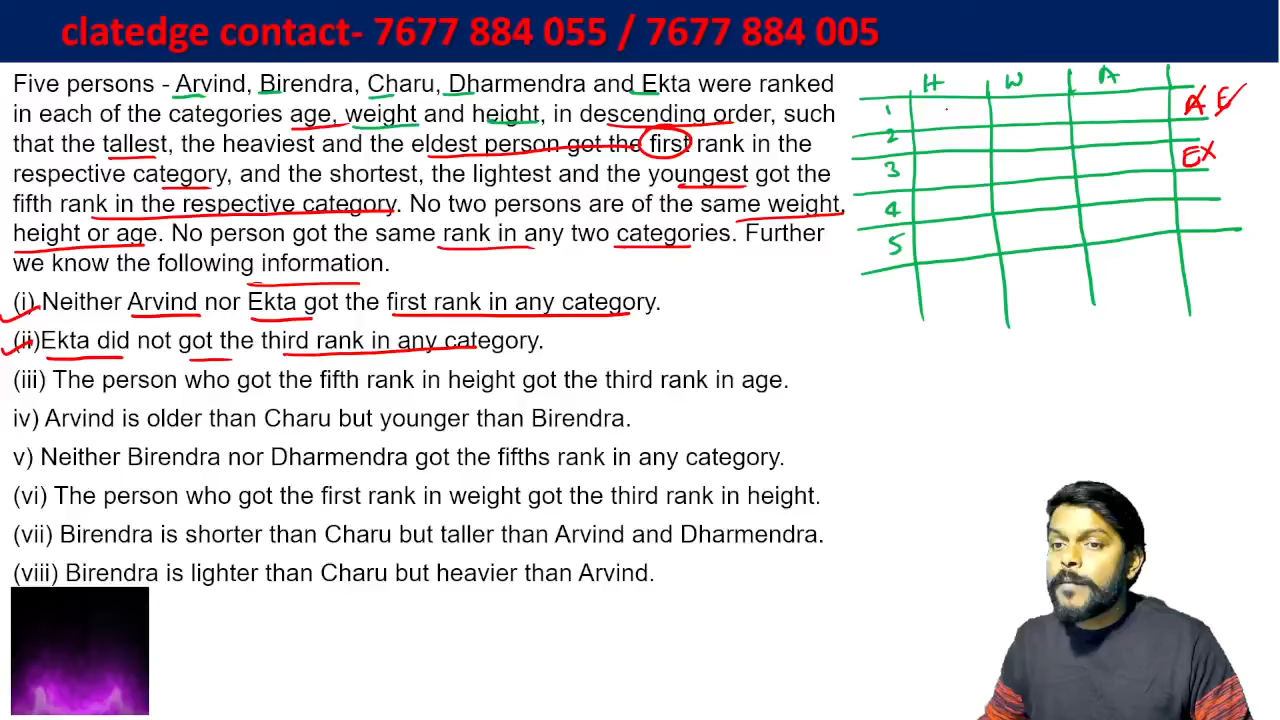 clatedge contact- 7677 884 055 / 7677 884 005
Five persons - Arvind, Birendra, Charu, Dharmendra and Ekta were ranked
in each of the categories age, weight and height, in descending order, such
that the tallest, the heaviest and the eldest person got the first rank in the
respective category, and the shortest, the lightest and the youngest got the
fifth rank in the respective category. No two persons are of the same weight,
height or age. No person got the same rank in any two categories. Further
we know the following information.
(i) Neither Arvind nor Ekta got the first rank in any category.
(ii)Ekta did not got the third rank in any category.
(iii) The person who got the fifth rank in height got the third rank in age.
iv) Arvind is older than Charu but younger than Birendra.
v) Neither Birendra nor Dharmendra got the fifths rank in any category.
(vi) The person who got the first rank in weight got the third rank in height.
(vii) Birendra is shorter than Charu but taller than Arvind and Dharmendra.
(viii) Birendra is lighter than Charu but heavier than Arvind.
H W A
1 A E
2
3 E X
4
5